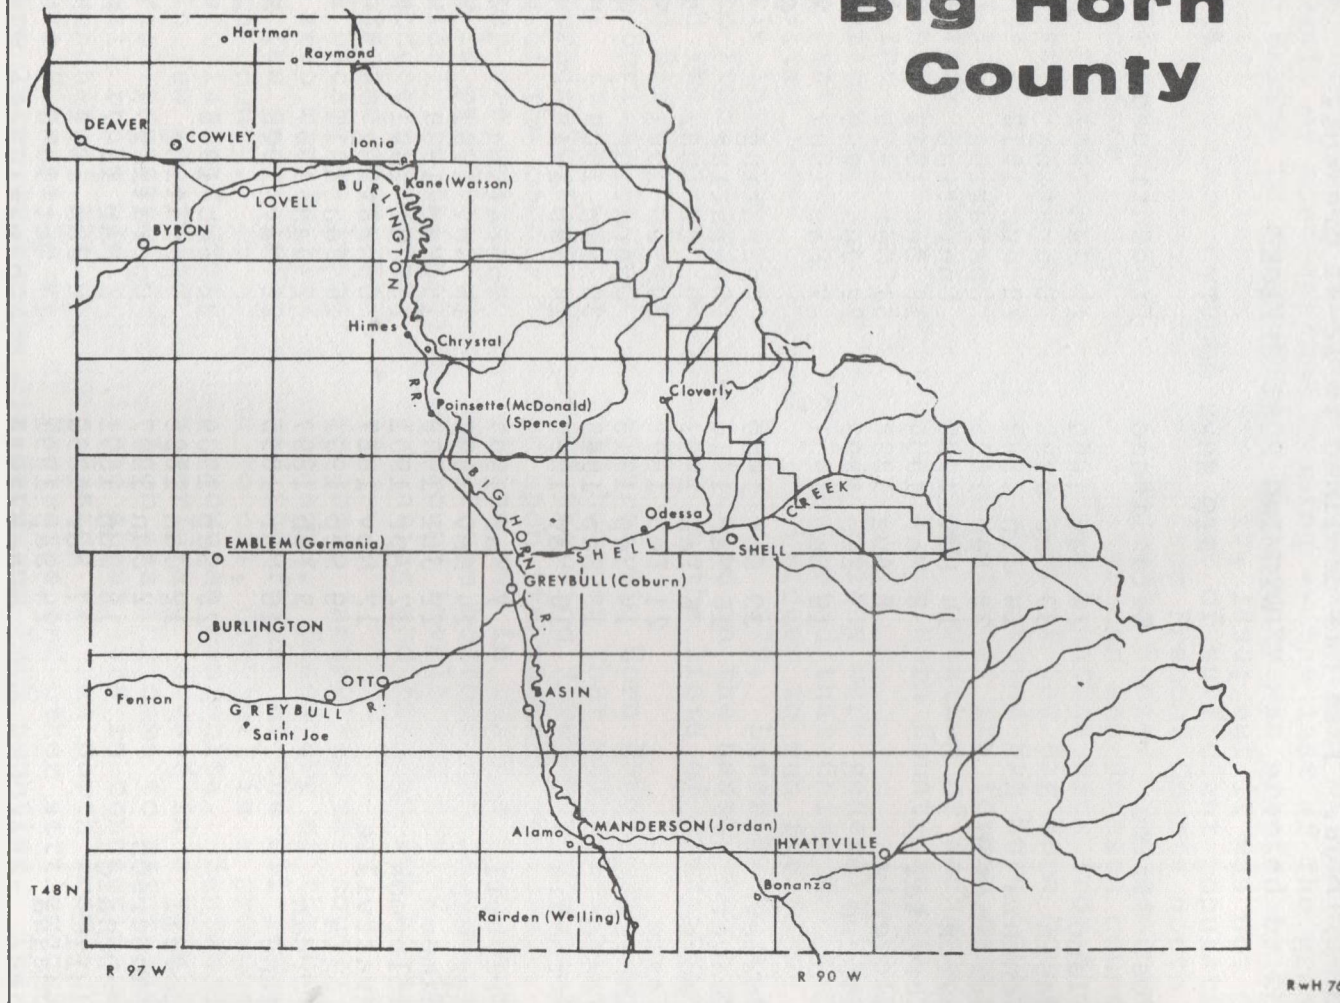 Big Horn
County
Hartman
Raymond
DEAVER
COWLEY
Ionia
Kane (Watson)
LOVELL
BURLINGTON
RR.
BYRON
Himes
Chrystal
Poinsette (McDonald)
(Spence)
Cloverly
BIG HORN
R.
SHELL
CREEK
Odessa
SHELL
EMBLEM (Germania)
GREYBULL (Coburn)
BURLINGTON
OTTO
Fenton
GREYBULL
R.
Saint Joe
BASIN
Alamo
MANDERSON (Jordan)
HYATTVILLE
Bonanza
T48N
Rairden (Welling)
R 97 W
R 90 W